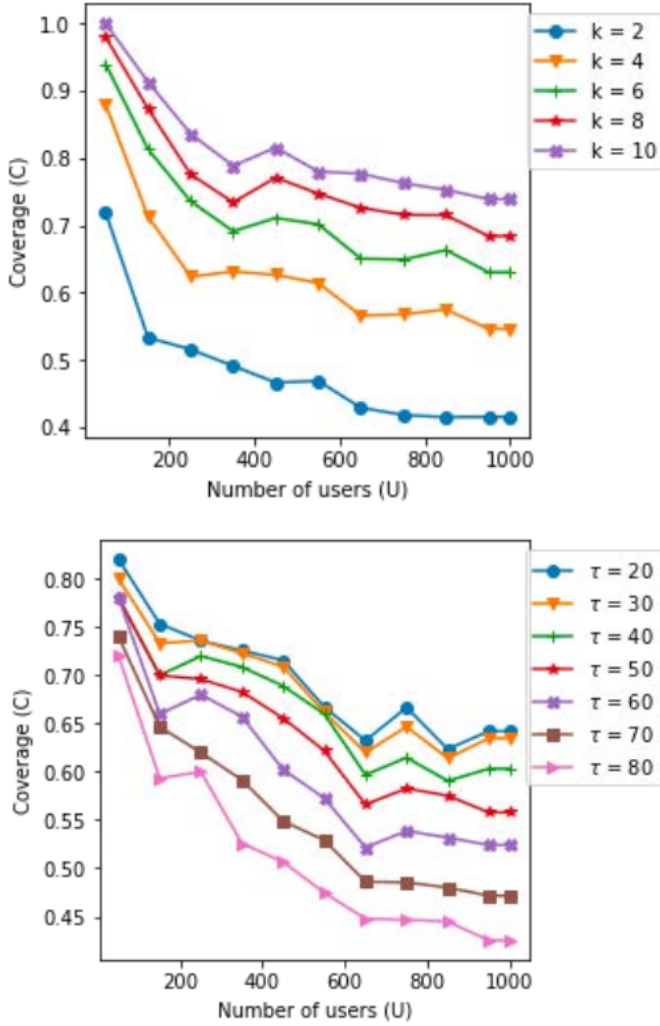 1.0
0.9
0.8
0.7
0.6
0.5
0.4
Coverage (C)
200 400 600 800 1000
Number of users (U)
k = 2
k = 4
k = 6
k = 8
k = 10
0.80
0.75
0.70
0.65
0.60
0.55
0.50
0.45
Coverage (C)
200 400 600 800 1000
Number of users (U)
τ = 20
τ = 30
τ = 40
τ = 50
τ = 60
τ = 70
τ = 80